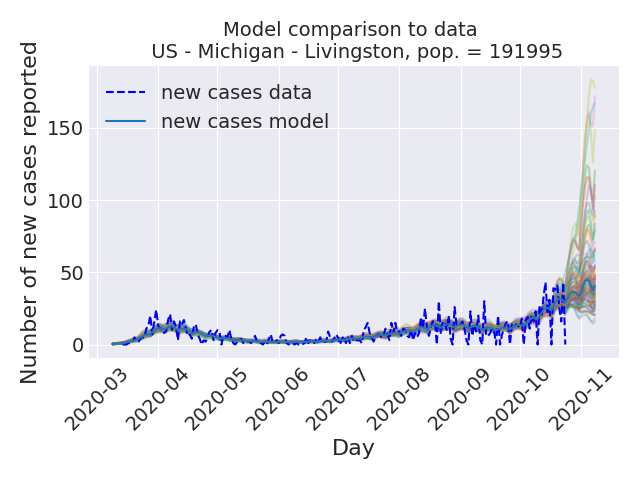 Model comparison to data
US - Michigan - Livingston, pop. = 191995
Number of new cases reported
150
100
50
0
new cases data
new cases model
2020-03
2020-04
2020-05
2020-06
2020-07
2020-08
2020-09
2020-10
2020-11
Day